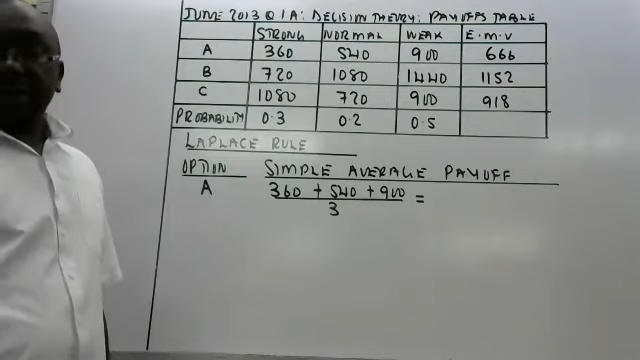 JUNE 2013 Q 1A: DECISION THEORY: PAYOFFS TABLE
STRONG NORMAL WEAK E.M.V
A 360 540 900 666
B 720 1080 1440 1152
C 1080 720 900 918
PROBABILITY 0.3 0.2 0.5
LAPLACE RULE
OPTION SIMPLE AVERAGE PAYOFF
A 360 + 540 + 900 =
3